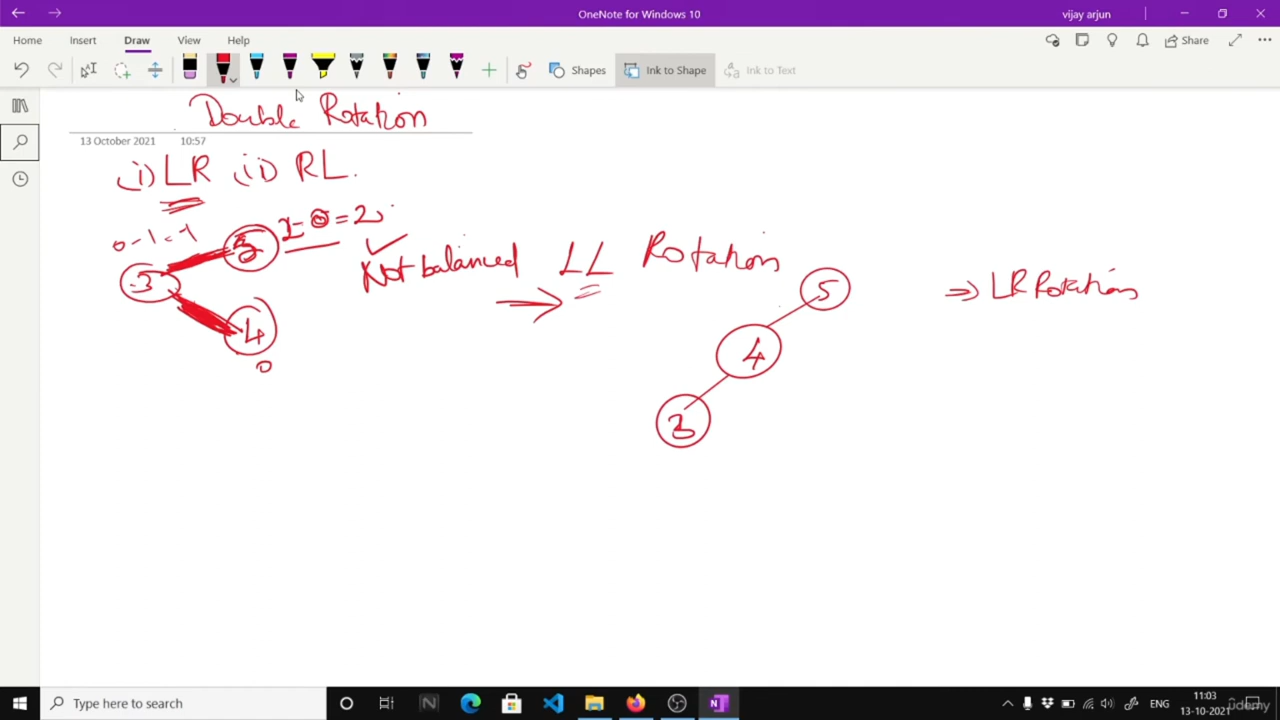 OneNote for Windows 10
vijay arjun
Home Insert Draw View Help
Share
Shapes
Ink to Shape
Ink to Text
Double Rotation
13 October 2021 10:57
(i) LR (ii) RL.
0-1=-1
5
2-0=2
3
4
0
Not balanced
LL Rotation
5
4
3
⇒ LR Rotation
Type here to search
ENG
11:03
13-10-2021
ûdemy